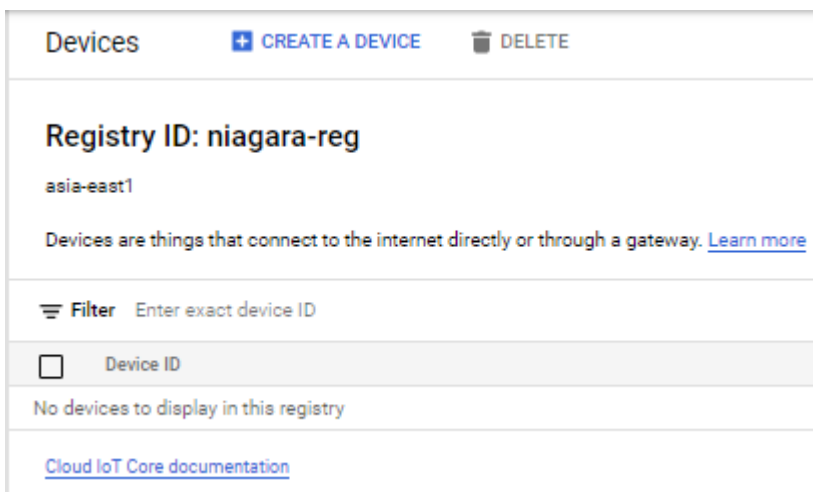 Devices CREATE A DEVICE DELETE
Registry ID: niagara-reg
asia-east1
Devices are things that connect to the internet directly or through a gateway. Learn more
Filter Enter exact device ID
Device ID
No devices to display in this registry
Cloud IoT Core documentation